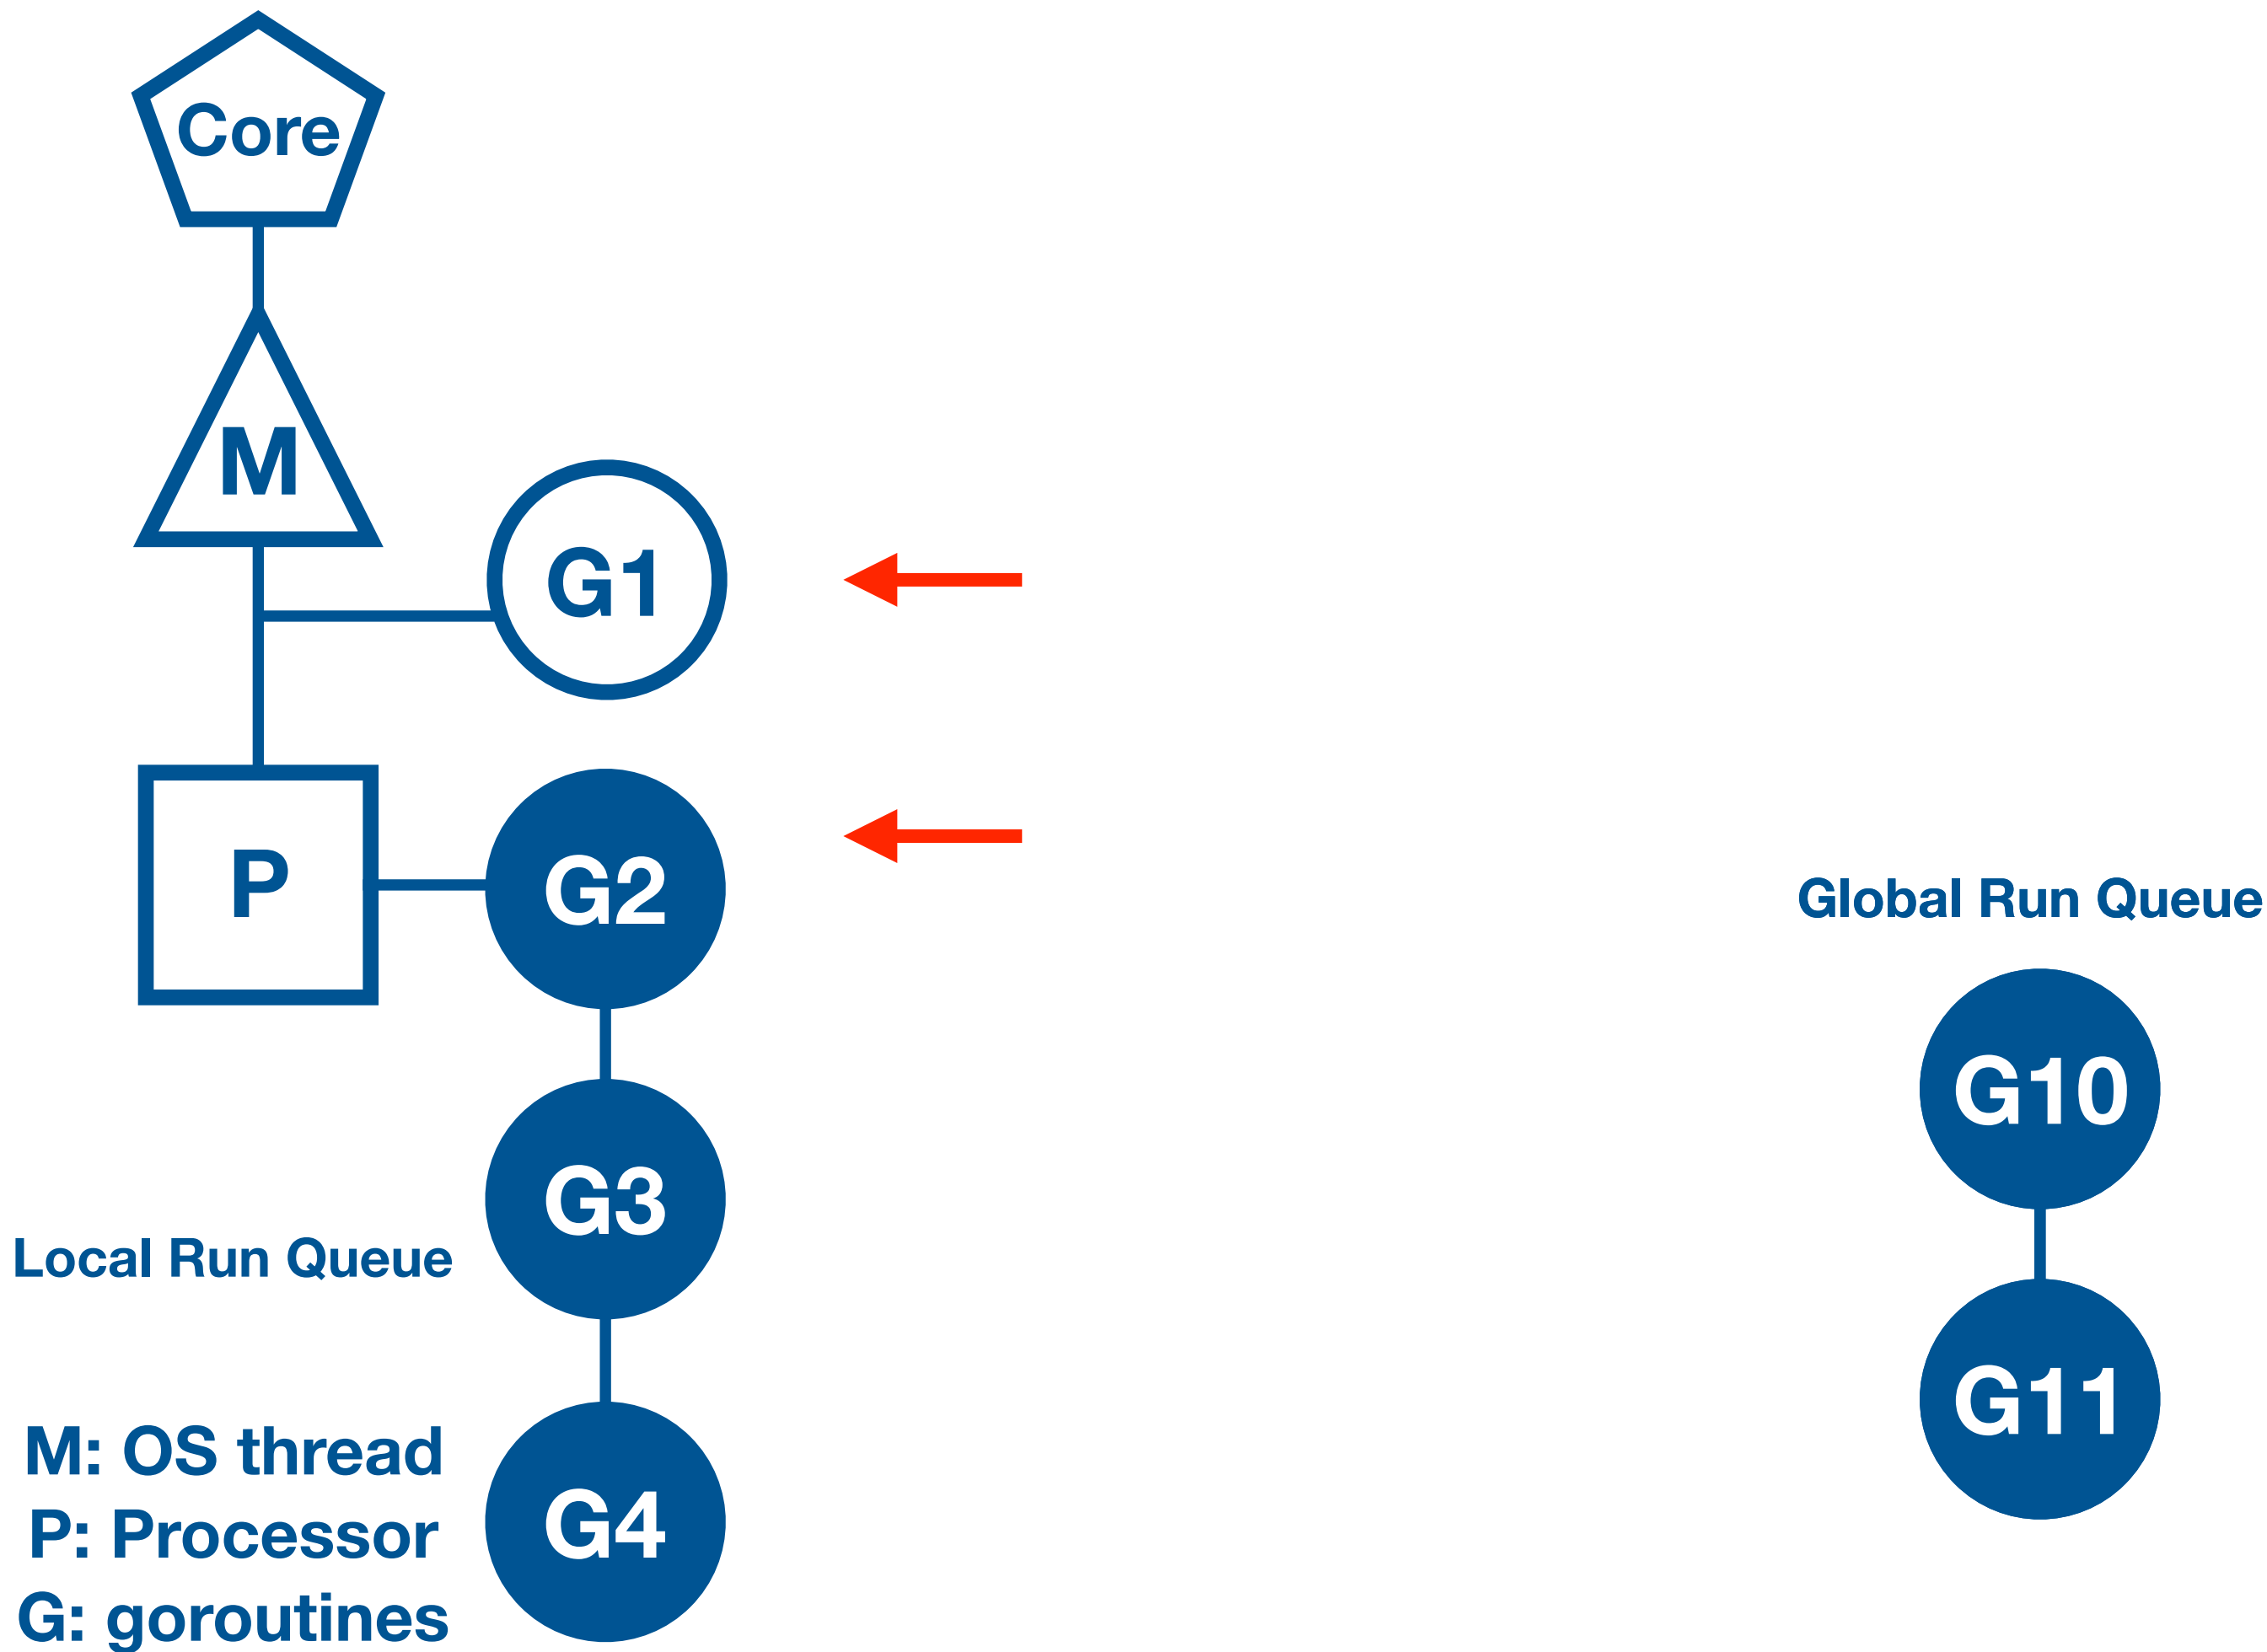 Core
M
G1
P
G2
Global Run Queue
G10
G3
Local Run Queue
G11
M: OS thread
G4
P: Processor
G: goroutines